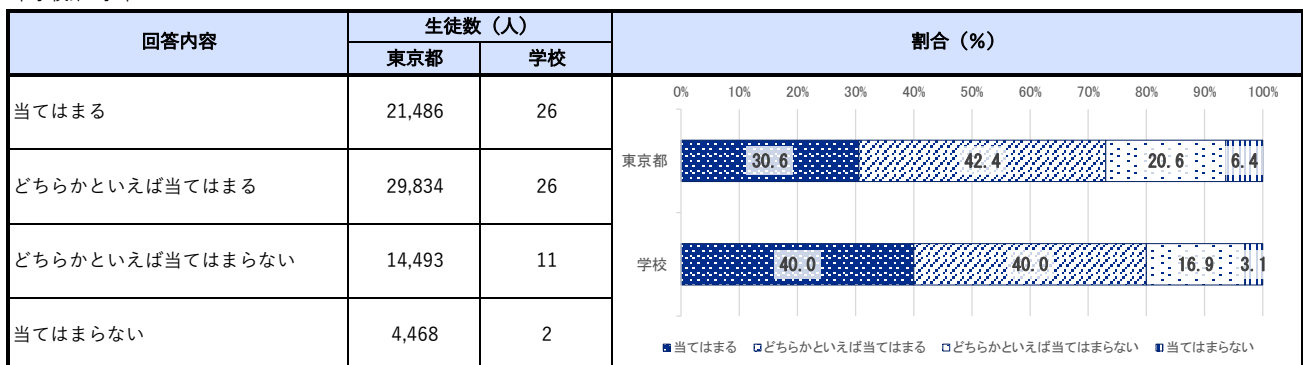 回答内容 生徒数（人） 割合（%）
東京都 学校
当てはまる 21,486 26
どちらかといえば当てはまる 29,834 26
どちらかといえば当てはまらない 14,493 11
当てはまらない 4,468 2
0% 10% 20% 30% 40% 50% 60% 70% 80% 90% 100%
東京都 30.6 42.4 20.6 6.4
学校 40.0 40.0 16.9 3.1
当てはまる どちらかといえば当てはまる どちらかといえば当てはまらない 当てはまらない